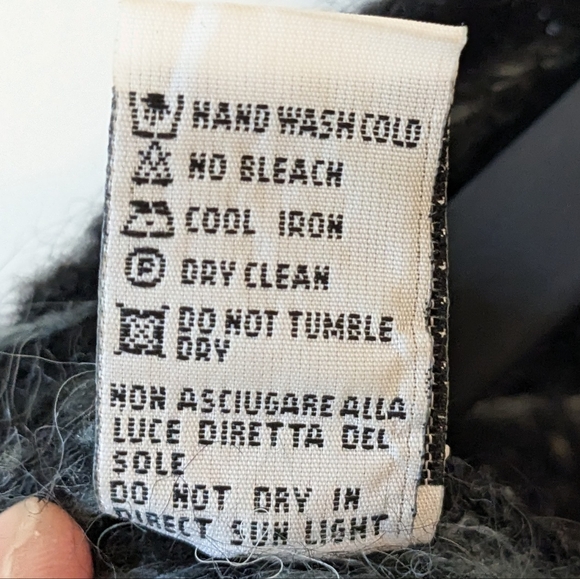 HAND WASH COLD
NO BLEACH
COOL IRON
P DRY CLEAN
DO NOT TUMBLE
DRY
NON ASCIUGARE ALLA
LUCE DIRETTA DEL
SOLE
DO NOT DRY IN
DIRECT SUN LIGHT